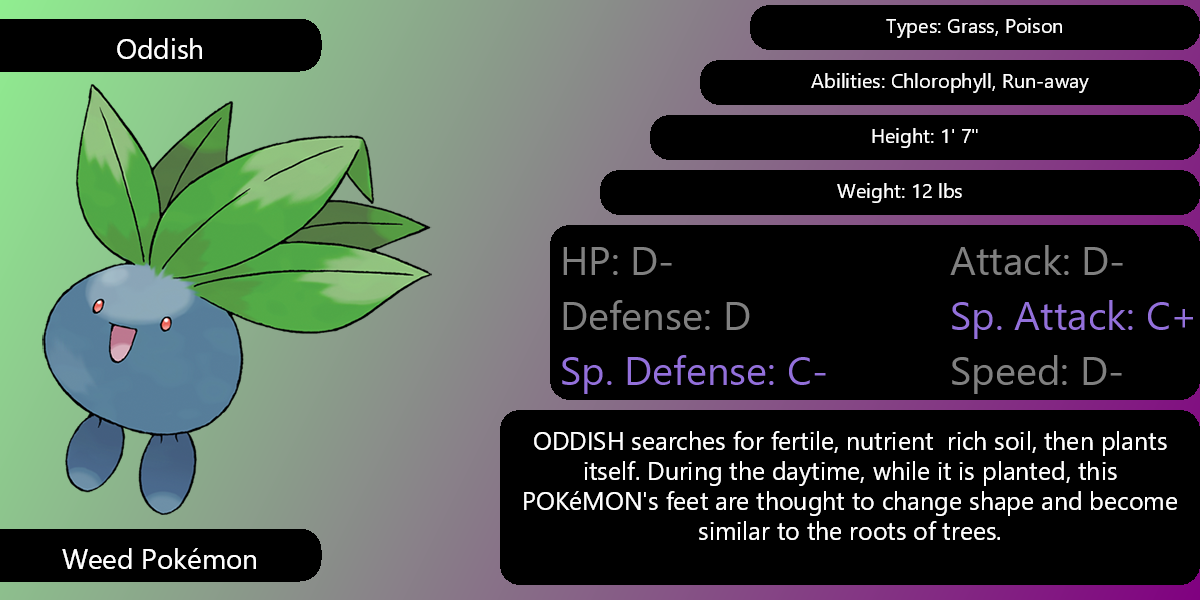 Oddish
Types: Grass, Poison
Abilities: Chlorophyll, Run-away
Height: 1' 7"
Weight: 12 lbs
HP: D- Attack: D-
Defense: D Sp. Attack: C+
Sp. Defense: C- Speed: D-
ODDISH searches for fertile, nutrient  rich soil, then plants
itself. During the daytime, while it is planted, this
POKéMON's feet are thought to change shape and become
similar to the roots of trees.
Weed Pokémon